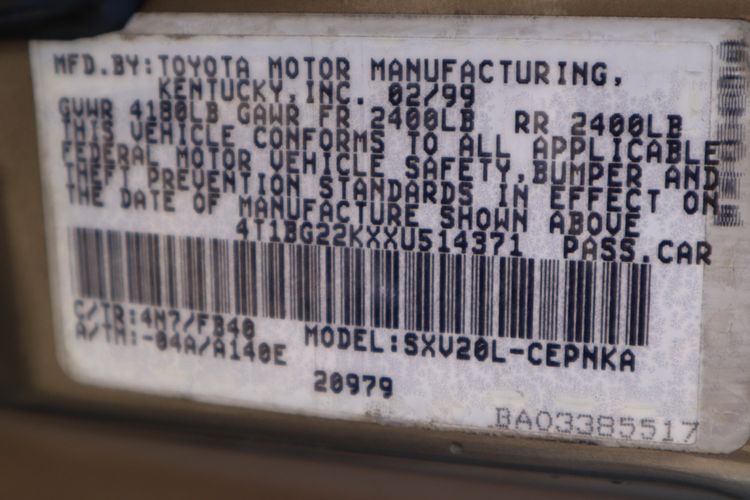 MFD.BY:TOYOTA MOTOR MANUFACTURING,
KENTUCKY,INC. 02/99
GVWR 4180LB GAWR FR 2400LB RR 2400LB
THIS VEHICLE CONFORMS TO ALL APPLICABLE
FEDERAL MOTOR VEHICLE SAFETY,BUMPER AND
THEFT PREVENTION STANDARDS IN EFFECT ON
THE DATE OF MANUFACTURE SHOWN ABOVE
4T1BG22KXXU514371 PASS.CAR
C/TR:4M7/FB40
A/TM:-04A/A140E MODEL:SXV20L-CEPNKA
20979
BA03385517